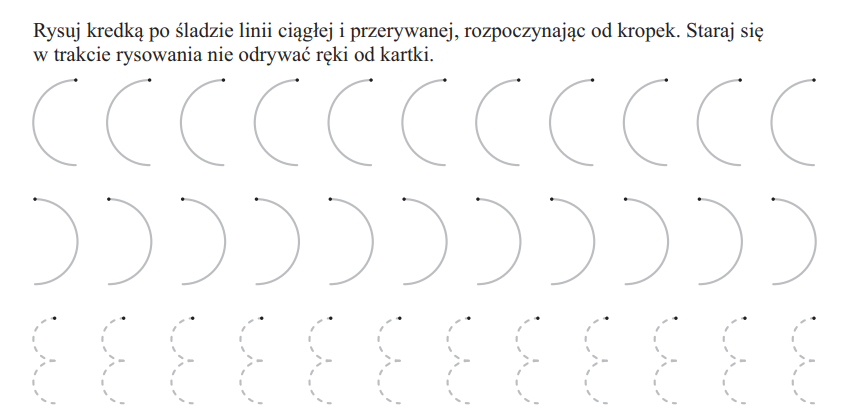 Rysuj kredką po śladzie linii ciągłej i przerywanej, rozpoczynając od kropek. Staraj się
w trakcie rysowania nie odrywać ręki od kartki.